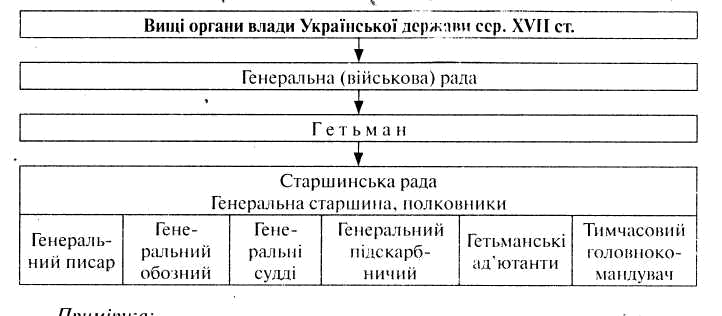 Вищі органи влади Української держави сер. XVII ст.
Генеральна (військова) рада
Гетьман
Старшинська рада
Генеральна старшина, полковники
Генераль-
ний писар
Гене-
ральний
обозний
Гене-
ральні
судді
Генеральний
підскарб-
ничий
Гетьманські
ад’ютанти
Тимчасовий
головноко-
мандувач